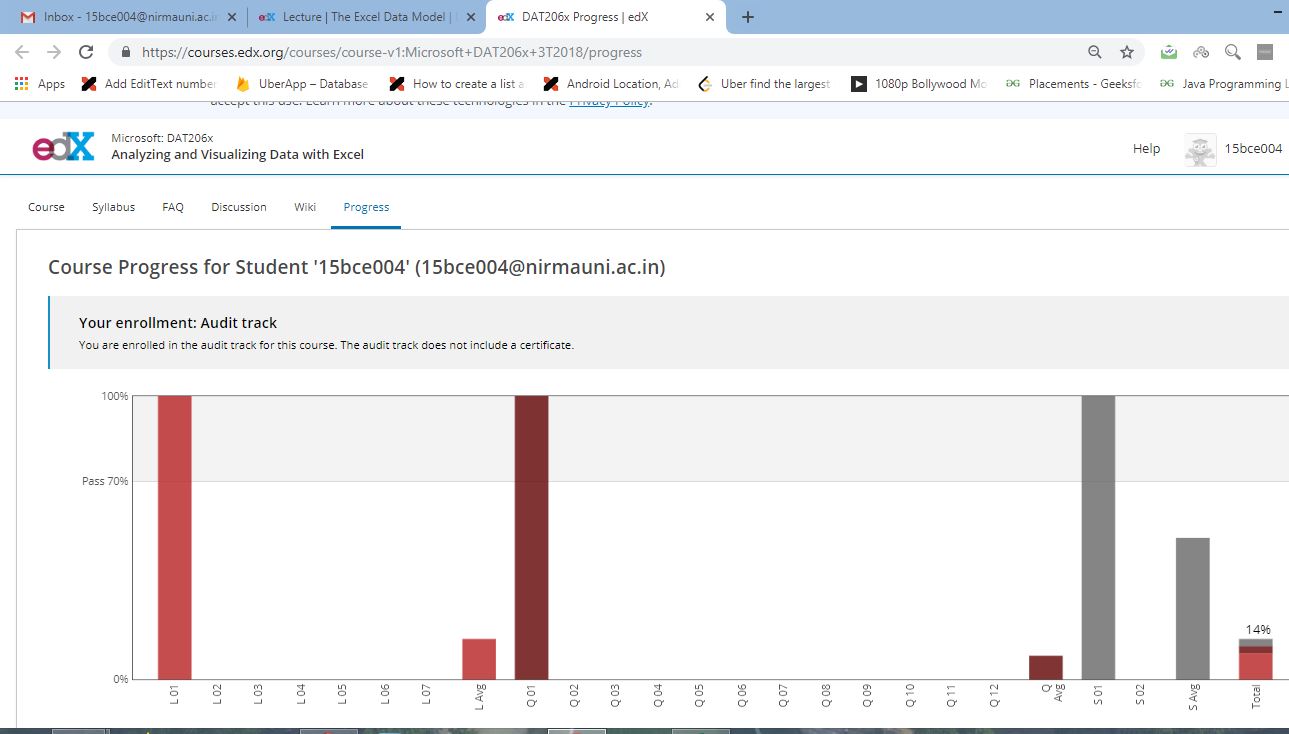 Inbox - 15bce004@nirmauni.ac.i
edX Lecture | The Excel Data Model |
edX DAT206x Progress | edX
https://courses.edx.org/courses/course-v1:Microsoft+DAT206x+3T2018/progress
Apps
Add EditText number
UberApp – Database
How to create a list a
Android Location, Ad
Uber find the largest
1080p Bollywood Mo
Placements - Geeksfo
Java Programming L
accept this use. Learn more about these technologies in the Privacy Policy.
edX
Microsoft: DAT206x
Analyzing and Visualizing Data with Excel
Help
15bce004
Course Syllabus FAQ Discussion Wiki Progress
Course Progress for Student '15bce004' (15bce004@nirmauni.ac.in)
Your enrollment: Audit track
You are enrolled in the audit track for this course. The audit track does not include a certificate.
100%
Pass 70%
0%
14%
L 01
L 02
L 03
L 04
L 05
L 06
L 07
L Avg
Q 01
Q 02
Q 03
Q 04
Q 05
Q 06
Q 07
Q 08
Q 09
Q 10
Q 11
Q 12
Q Avg
S 01
S 02
S Avg
Total